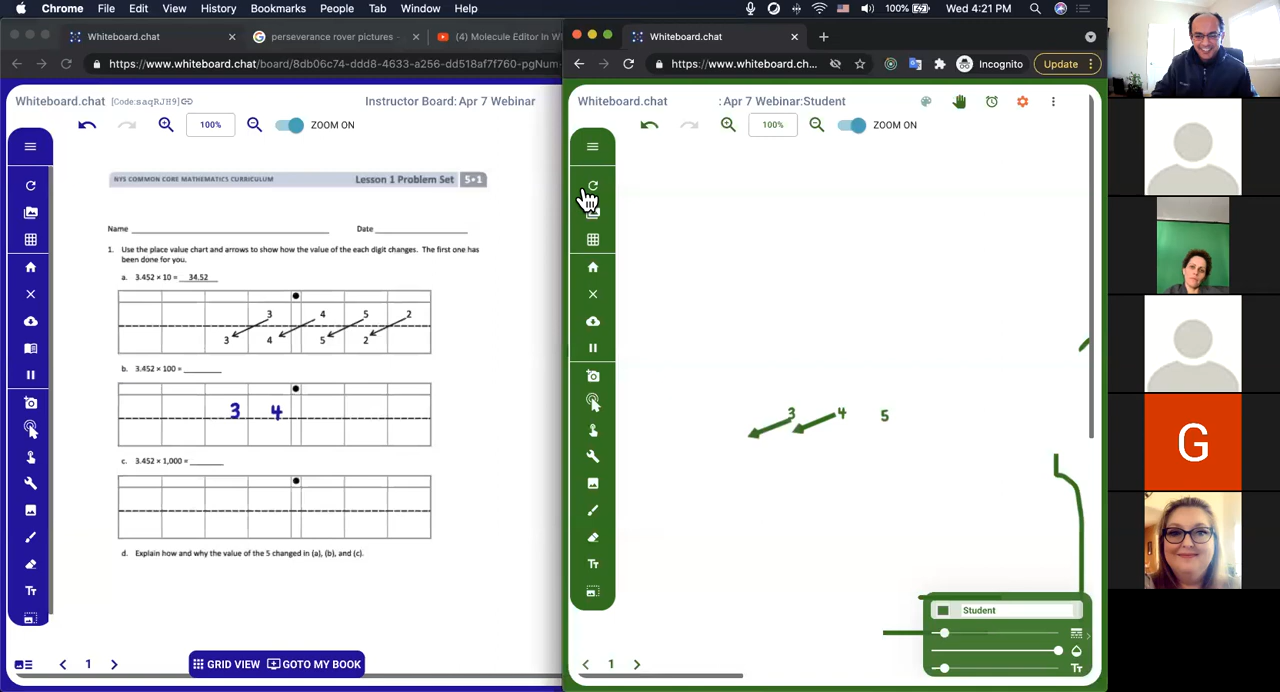 Chrome File Edit View History Bookmarks People Tab Window Help 100% Wed 4:21 PM
Whiteboard.chat × perseverance rover pictures - × (4) Molecule Editor In W
https://www.whiteboard.chat/board/8db06c74-ddd8-4633-a256-dd518af7f760-pgNum-
Whiteboard.chat [Code:saqRJH9] Instructor Board: Apr 7 Webinar
100% ZOOM ON
NYS COMMON CORE MATHEMATICS CURRICULUM Lesson 1 Problem Set 5•1
Name Date
1. Use the place value chart and arrows to show how the value of the each digit changes. The first one has
been done for you.
a. 3.452 × 10 = 34.52
3 4 5 2
3 4 5 2
b. 3.452 × 100 =
3 4
c. 3.452 × 1,000 =
d. Explain how and why the value of the 5 changed in (a), (b), and (c).
1 GRID VIEW GOTO MY BOOK
Whiteboard.chat × +
https://www.whiteboard.ch... Incognito Update
Whiteboard.chat : Apr 7 Webinar:Student
100% ZOOM ON
3 4 5
Student
Tт
1
G